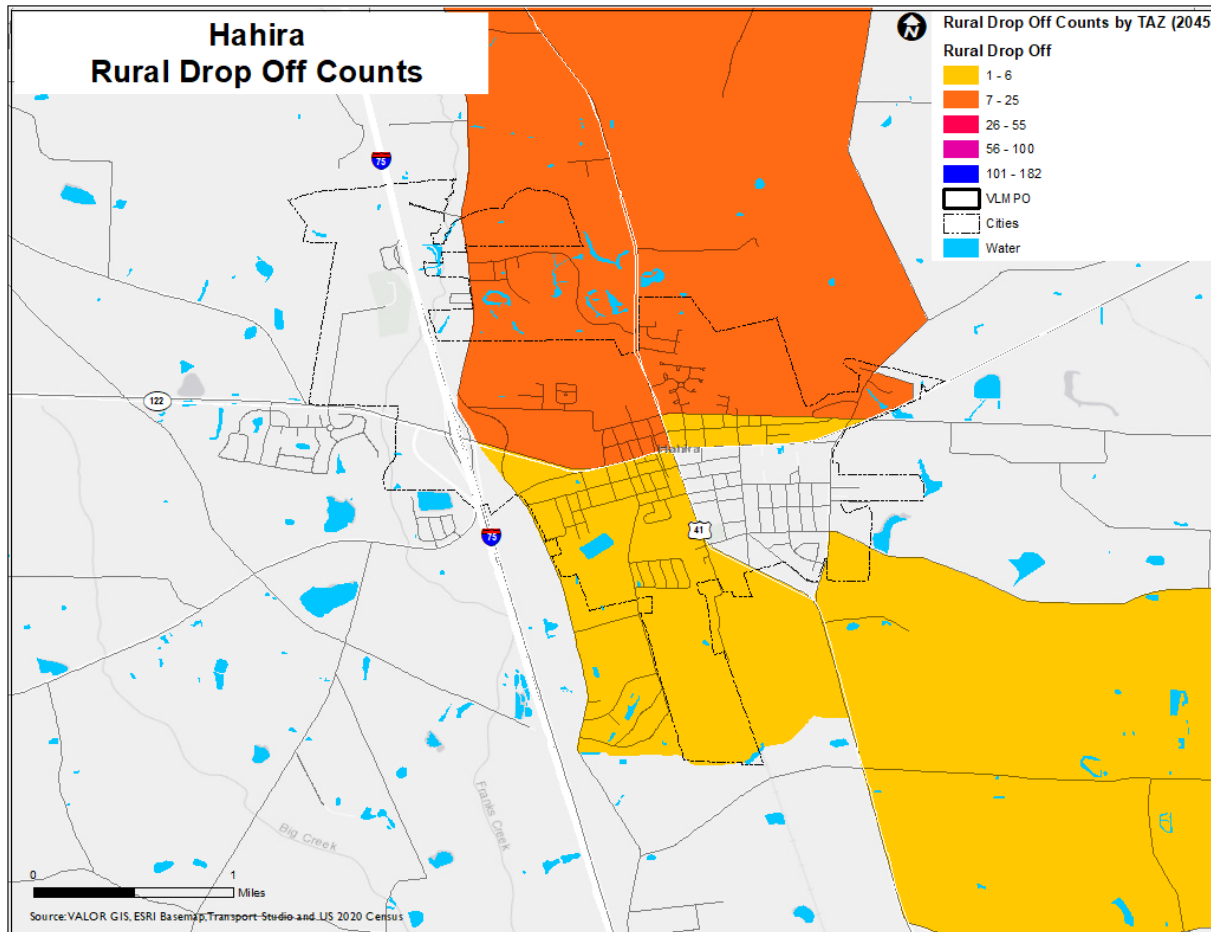 Hahira
Rural Drop Off Counts
N
Rural Drop Off Counts by TAZ (2045
Rural Drop Off
1 - 6
7 - 25
26 - 55
56 - 100
101 - 182
VLMPO
Cities
Water
75
122
Hahira
41
75
Franks Creek
Big Creek
0 1
Miles
Source: VALOR GIS, ESRI Basemap,Transport Studio and US 2020 Census